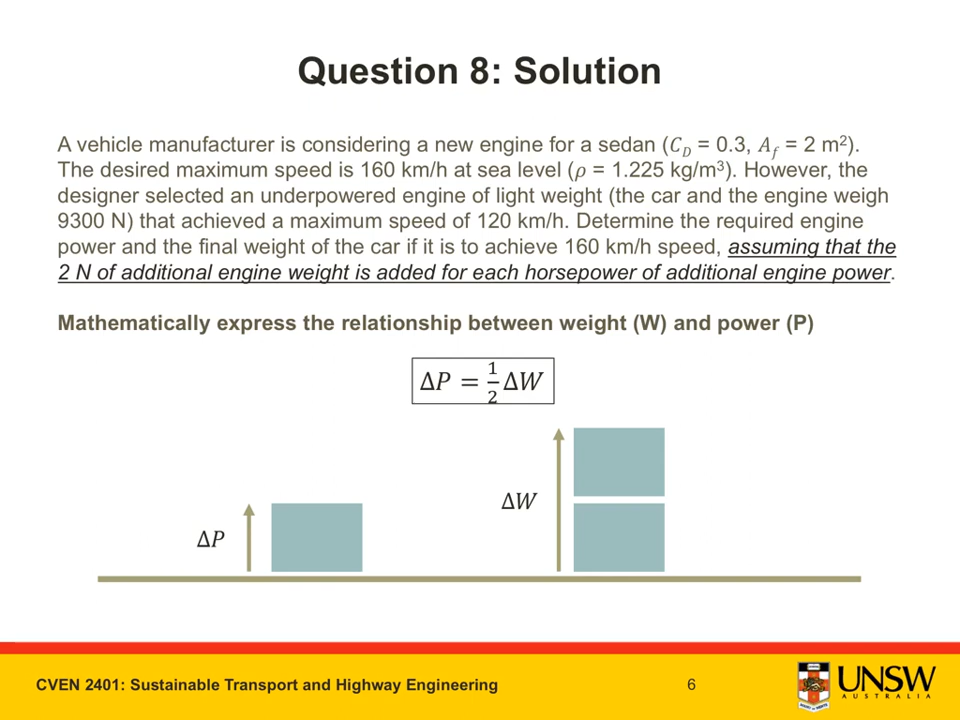 Question 8: Solution
A vehicle manufacturer is considering a new engine for a sedan (𝐶𝐷 = 0.3, 𝐴𝑓 = 2 m²).
The desired maximum speed is 160 km/h at sea level (𝜌 = 1.225 kg/m³). However, the
designer selected an underpowered engine of light weight (the car and the engine weigh
9300 N) that achieved a maximum speed of 120 km/h. Determine the required engine
power and the final weight of the car if it is to achieve 160 km/h speed, assuming that the
2 N of additional engine weight is added for each horsepower of additional engine power.
Mathematically express the relationship between weight (W) and power (P)
Δ𝑃 = 1/2 Δ𝑊
Δ𝑊
Δ𝑃
CVEN 2401: Sustainable Transport and Highway Engineering
6
UNSW
AUSTRALIA